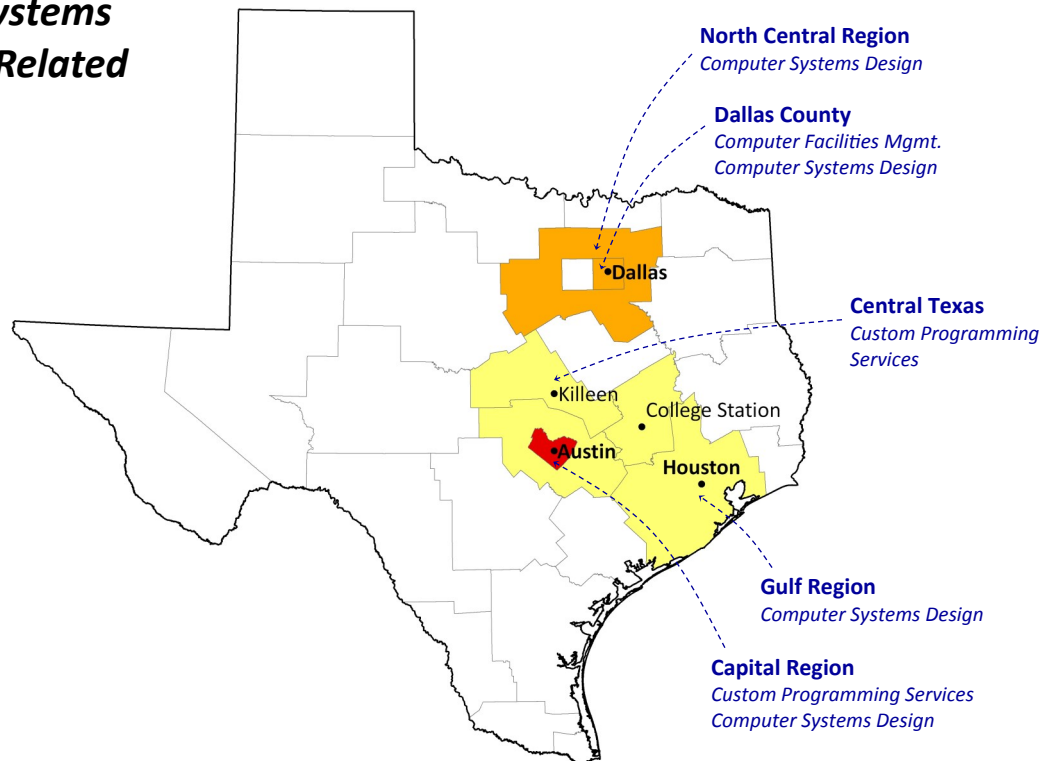 Related
North Central Region
Computer Systems Design
Dallas County
Computer Facilities Mgmt.
Computer Systems Design
Dallas
Central Texas
Custom Programming
Services
Killeen
College Station
Austin
Houston
Gulf Region
Computer Systems Design
Capital Region
Custom Programming Services
Computer Systems Design